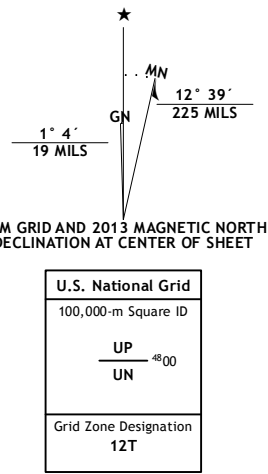 ★
MN
GN
12° 39´
225 MILS
1° 4´
19 MILS
M GRID AND 2013 MAGNETIC NORTH
DECLINATION AT CENTER OF SHEET
U.S. National Grid
100,000-m Square ID
UP
4800
UN
Grid Zone Designation
12T